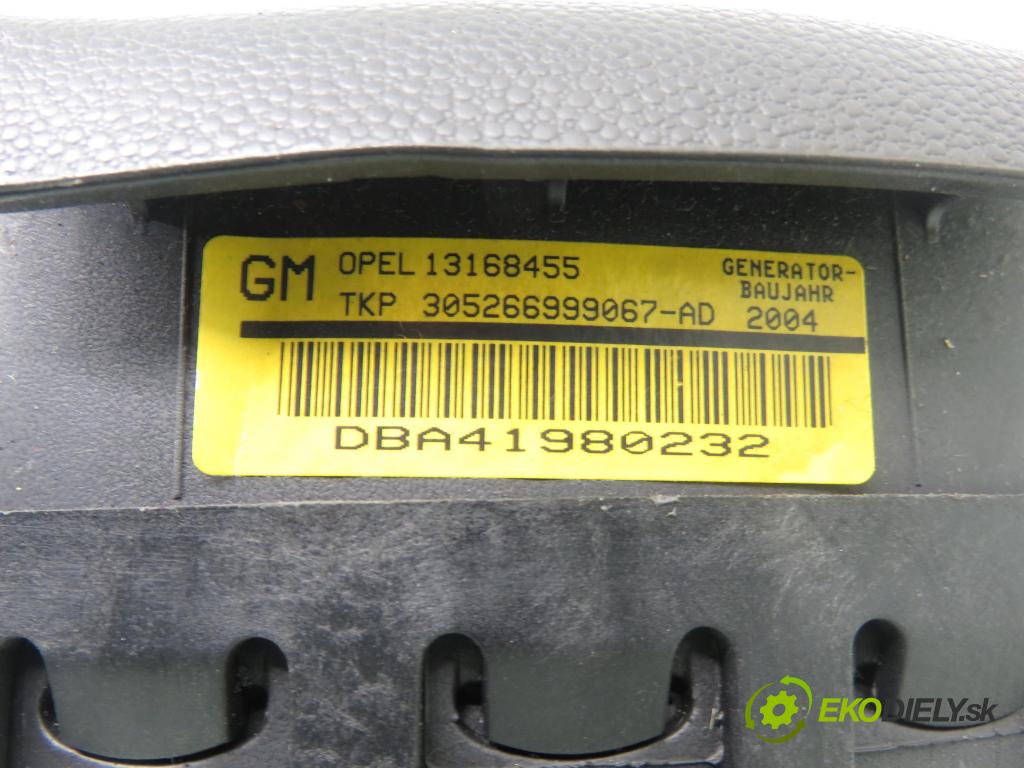 GM OPEL 13168455 GENERATOR-
BAUJAHR
TKP 305266999067-AD 2004
DBA41980232
EKODIELY.sk